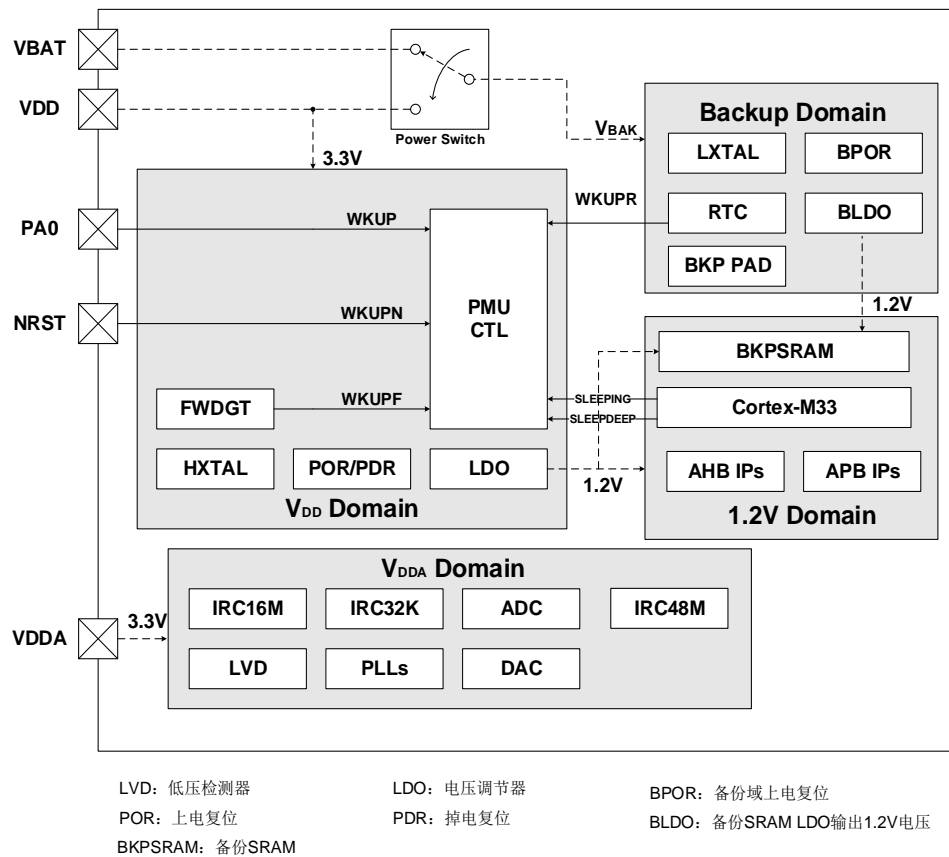 VBAT
VDD
Power Switch
3.3V
VBAK
Backup Domain
LXTAL
BPOR
RTC
BLDO
BKP PAD
WKUPR
PA0
WKUP
NRST
WKUPN
PMU
CTL
FWDGT
WKUPF
HXTAL
POR/PDR
LDO
VDD Domain
1.2V
1.2V
BKPSRAM
SLEEPING
SLEEPDEEP
Cortex-M33
AHB IPs
APB IPs
1.2V Domain
VDDA Domain
VDDA
3.3V
IRC16M
IRC32K
ADC
IRC48M
LVD
PLLs
DAC
LVD：低压检测器
LDO：电压调节器
BPOR：备份域上电复位
POR：上电复位
PDR：掉电复位
BLDO：备份SRAM LDO输出1.2V电压
BKPSRAM：备份SRAM